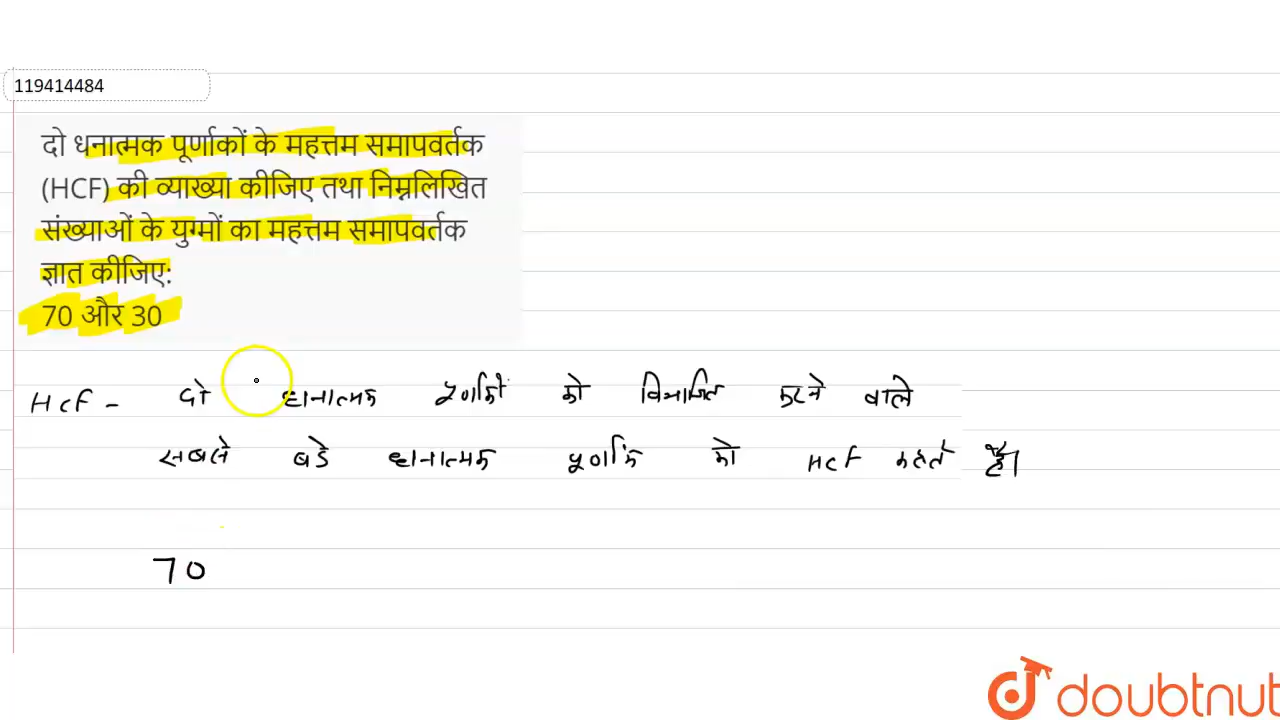 119414484
दो धनात्मक पूर्णाकों के महत्तम समापवर्तक
(HCF) की व्याख्या कीजिए तथा निम्नलिखित
संख्याओं के युग्मों का महत्तम समापवर्तक
ज्ञात कीजिए:
70 और 30
HCF - दो धनात्मक पूर्णांकों को विभाजित करने वाले
सबसे बडे धनात्मक पूर्णांक को HCF कहते हैं।
70
doubtnut